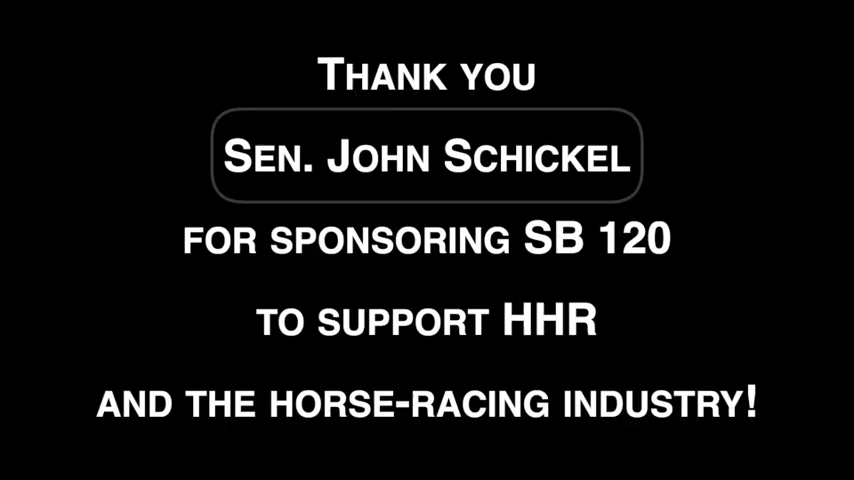 Thank you
Sen. John Schickel
for sponsoring SB 120
to support HHR
and the horse-racing industry!